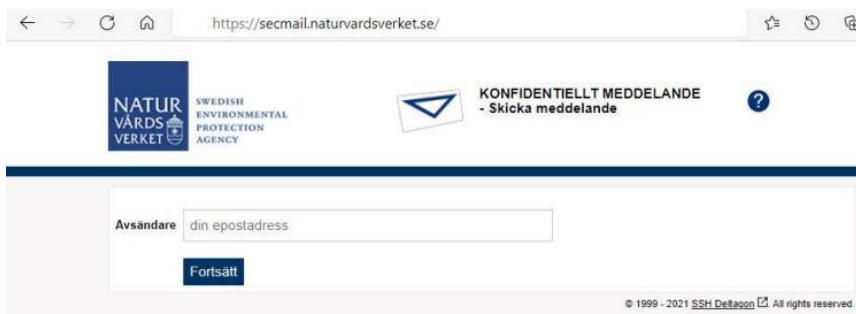 https://secmail.naturvardsverket.se/
NATUR
VÅRDS
VERKET
SWEDISH
ENVIRONMENTAL
PROTECTION
AGENCY
KONFIDENTIELLT MEDDELANDE
- Skicka meddelande
?
Avsändare din epostadress
Fortsätt
© 1999 - 2021 SSH Deltagon. All rights reserved.